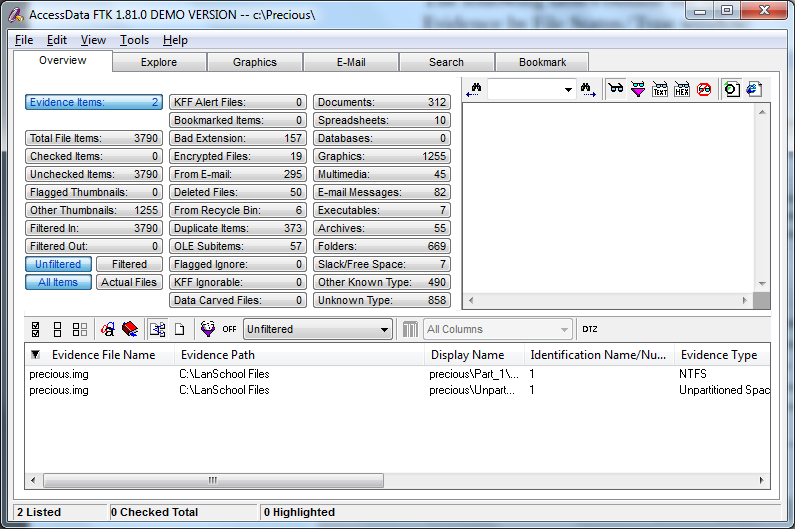 AccessData FTK 1.81.0 DEMO VERSION -- c:\Precious\
File Edit View Tools Help
Overview Explore Graphics E-Mail Search Bookmark
Evidence Items: 2
Total File Items: 3790
Checked Items: 0
Unchecked Items: 3790
Flagged Thumbnails: 0
Other Thumbnails: 1255
Filtered In: 3790
Filtered Out: 0
Unfiltered Filtered
All Items Actual Files
KFF Alert Files: 0
Bookmarked Items: 0
Bad Extension: 157
Encrypted Files: 19
From E-mail: 295
Deleted Files: 50
From Recycle Bin: 6
Duplicate Items: 373
OLE Subitems: 57
Flagged Ignore: 0
KFF Ignorable: 0
Data Carved Files: 0
Documents: 312
Spreadsheets: 10
Databases: 0
Graphics: 1255
Multimedia: 45
E-mail Messages: 82
Executables: 7
Archives: 55
Folders: 669
Slack/Free Space: 7
Other Known Type: 490
Unknown Type: 858
TEXT HEX
OFF Unfiltered All Columns DTZ
Evidence File Name Evidence Path Display Name Identification Name/Nu... Evidence Type
precious.img C:\LanSchool Files precious\Part_1\... 1 NTFS
precious.img C:\LanSchool Files precious\Unpart... 1 Unpartitioned Spac
2 Listed 0 Checked Total 0 Highlighted